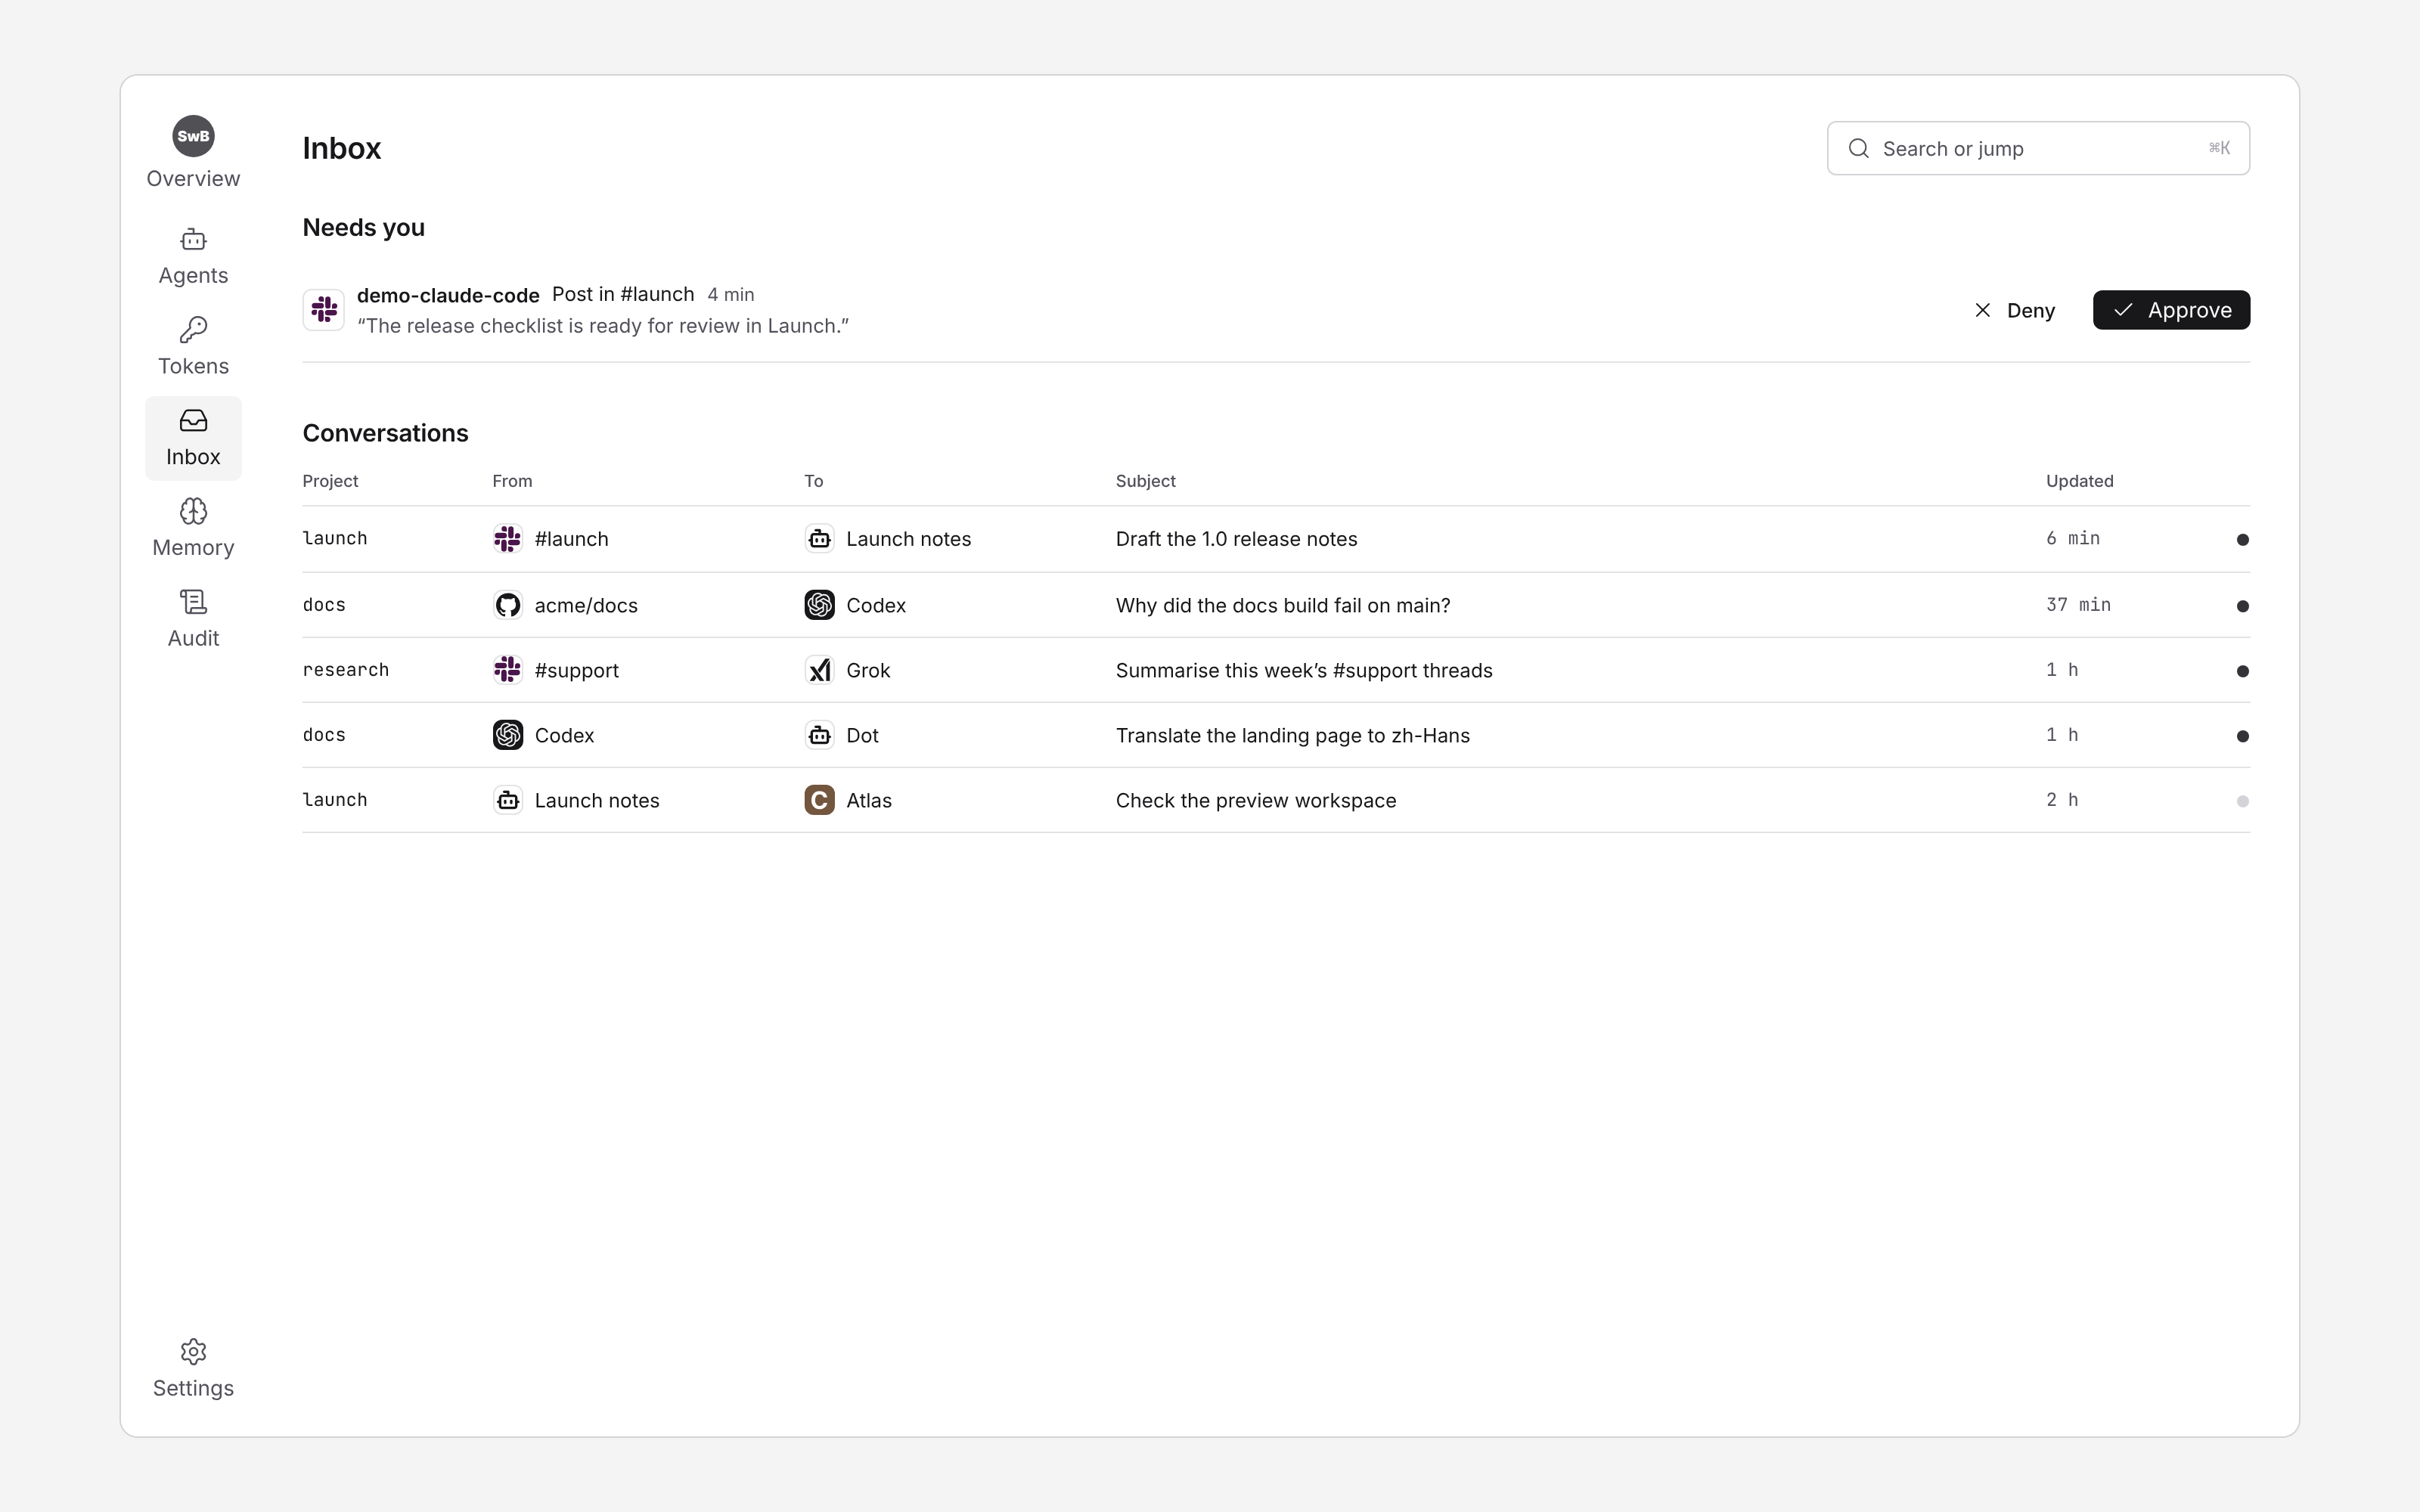 SwB
Overview
Agents
Tokens
Inbox
Memory
Audit
Settings
Inbox
Search or jump ⌘K
Needs you
demo-claude-code Post in #launch 4 min
“The release checklist is ready for review in Launch.”
Deny
Approve
Conversations
Project From To Subject Updated
launch #launch Launch notes Draft the 1.0 release notes 6 min
docs acme/docs Codex Why did the docs build fail on main? 37 min
research #support Grok Summarise this week’s #support threads 1 h
docs Codex Dot Translate the landing page to zh-Hans 1 h
launch Launch notes C Atlas Check the preview workspace 2 h